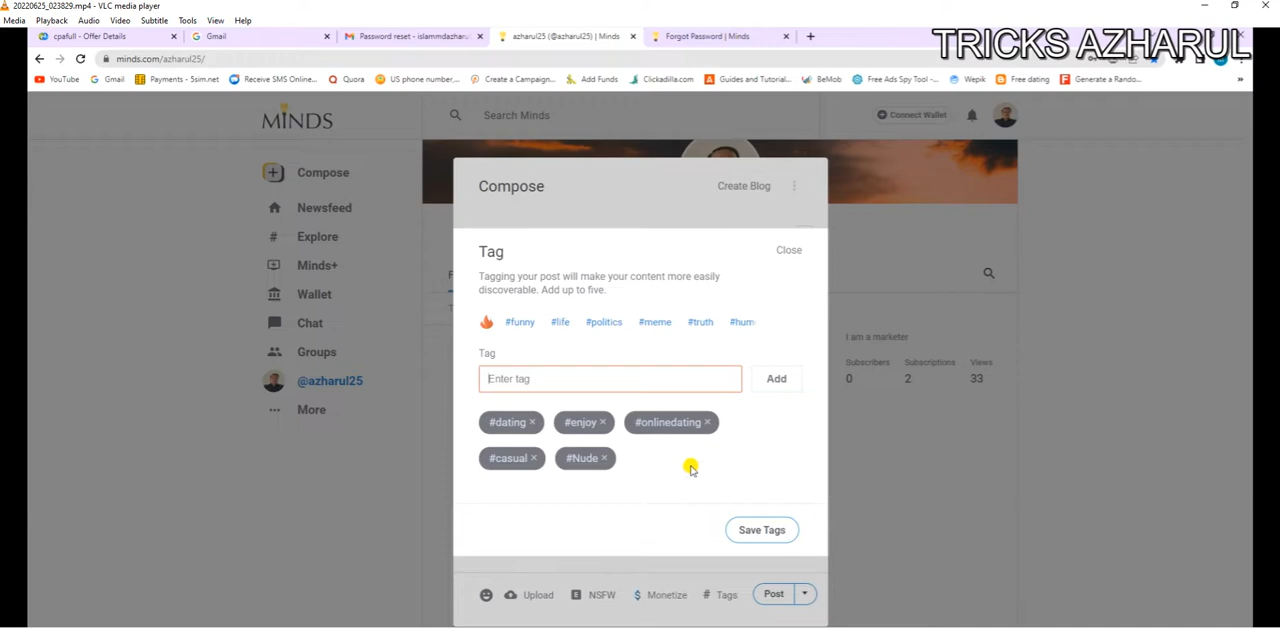 20220625_023829.mp4 - VLC media player
Media Playback Audio Video Subtitle Tools View Help
cpafull - Offer Details
Gmail
Password reset - islammdazharul
azharul25 (@azharul25) | Minds
Forgot Password | Minds
TRICKS AZHARUL
minds.com/azharul25/
YouTube Gmail Payments - 5sim.net Receive SMS Online... Quora US phone number,... Create a Campaign... Add Funds Clickadilla.com Guides and Tutorial... BeMob Free Ads Spy Tool -... Wepik Free dating Generate a Rando...
MINDS
Search Minds
Connect Wallet
Compose
Newsfeed
Explore
Minds+
Wallet
Chat
Groups
@azharul25
More
Compose
Create Blog
Tag
Close
Tagging your post will make your content more easily
discoverable. Add up to five.
#funny #life #politics #meme #truth #hum
Tag
Enter tag
Add
#dating × #enjoy × #onlinedating ×
#casual × #Nude ×
Save Tags
Upload NSFW Monetize # Tags Post
I am a marketer
Subscribers Subscriptions Views
0 2 33